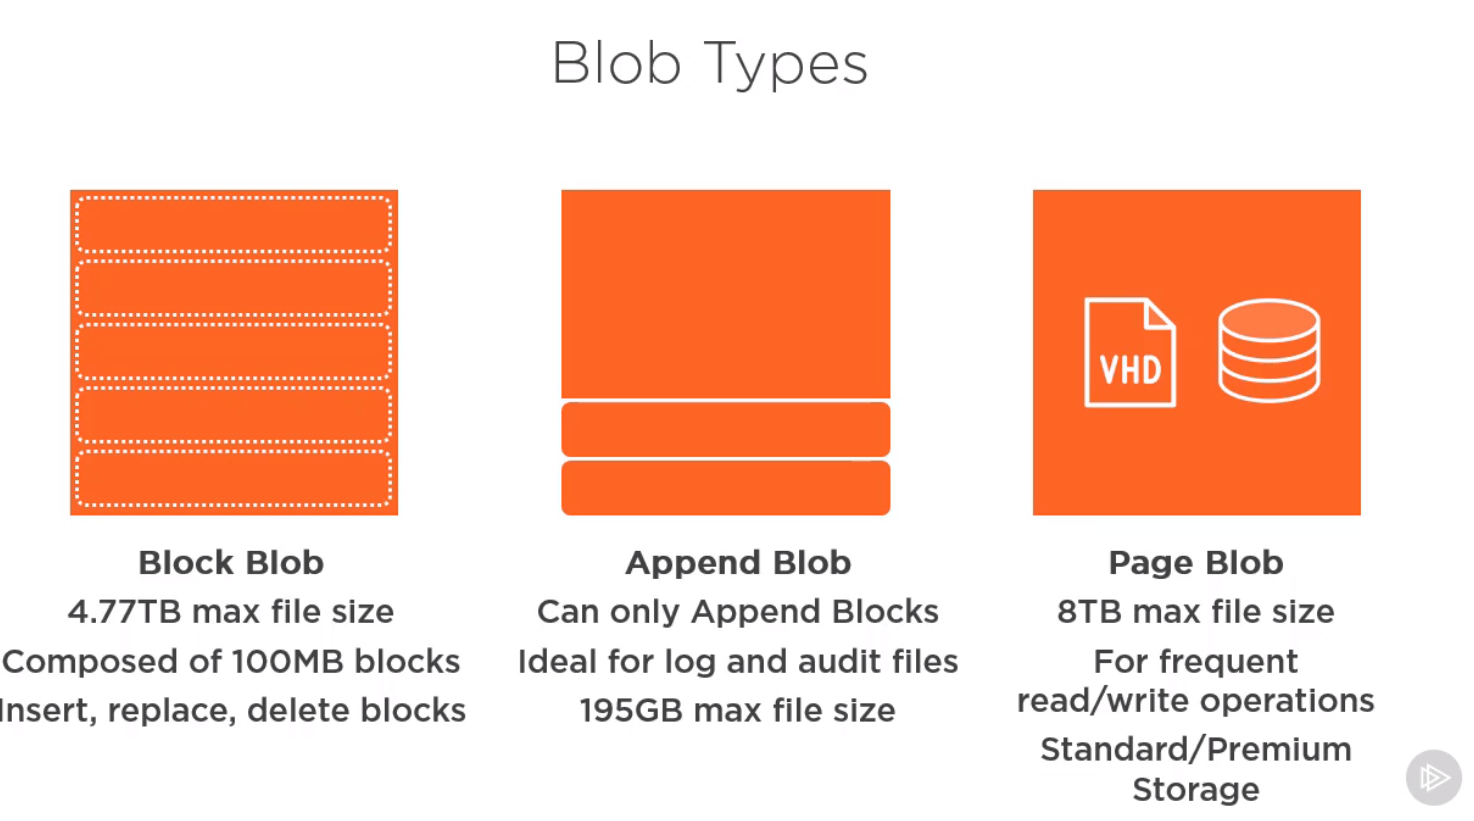 Blob Types
VHD
Block Blob
4.77TB max file size
Composed of 100MB blocks
Insert, replace, delete blocks
Append Blob
Can only Append Blocks
Ideal for log and audit files
195GB max file size
Page Blob
8TB max file size
For frequent
read/write operations
Standard/Premium
Storage